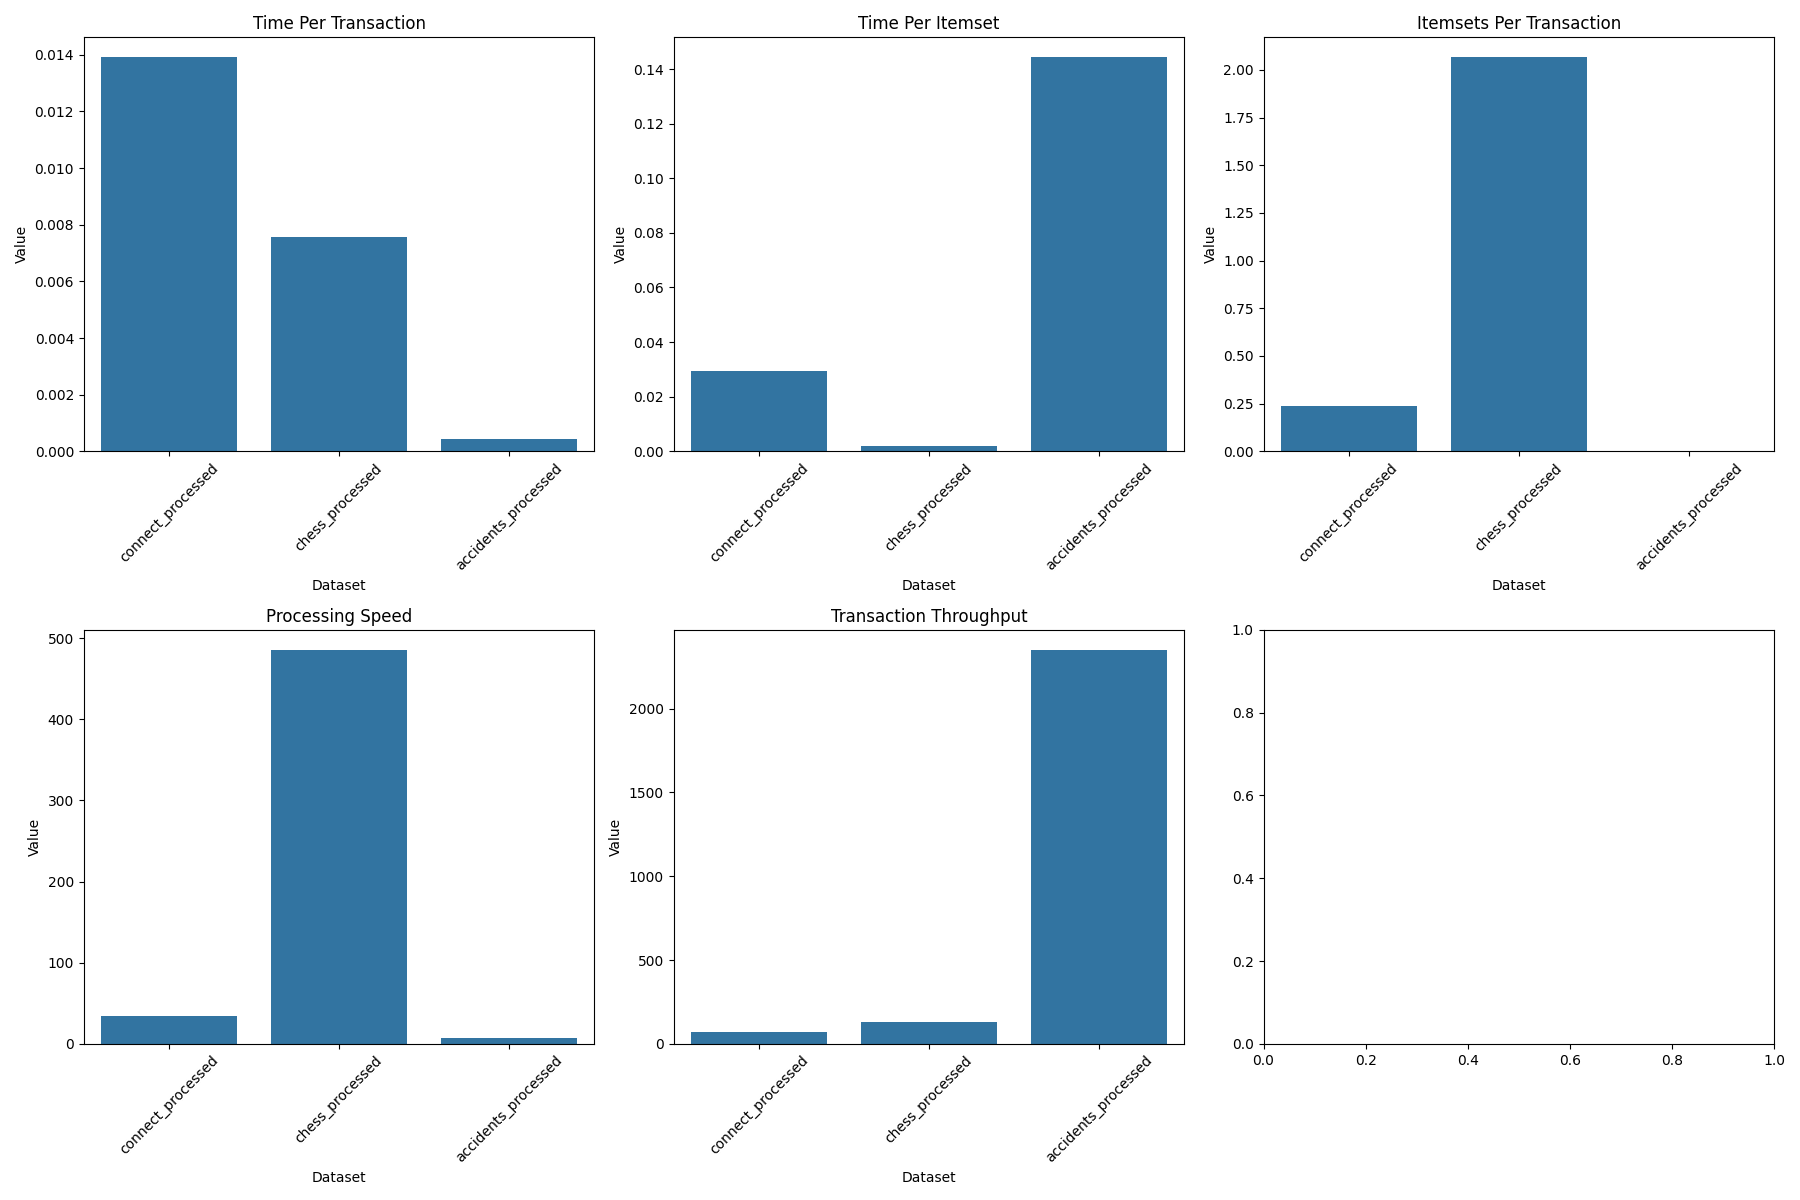 Time Per Transaction
0.014
0.012
0.010
0.008
0.006
0.004
0.002
0.000
Value
connect_processed
chess_processed
accidents_processed
Dataset
Time Per Itemset
0.14
0.12
0.10
0.08
0.06
0.04
0.02
0.00
Value
connect_processed
chess_processed
accidents_processed
Dataset
Itemsets Per Transaction
2.00
1.75
1.50
1.25
1.00
0.75
0.50
0.25
0.00
Value
connect_processed
chess_processed
accidents_processed
Dataset
Processing Speed
500
400
300
200
100
0
Value
connect_processed
chess_processed
accidents_processed
Dataset
Transaction Throughput
2000
1500
1000
500
0
Value
connect_processed
chess_processed
accidents_processed
Dataset
1.0
0.8
0.6
0.4
0.2
0.0
0.0 0.2 0.4 0.6 0.8 1.0